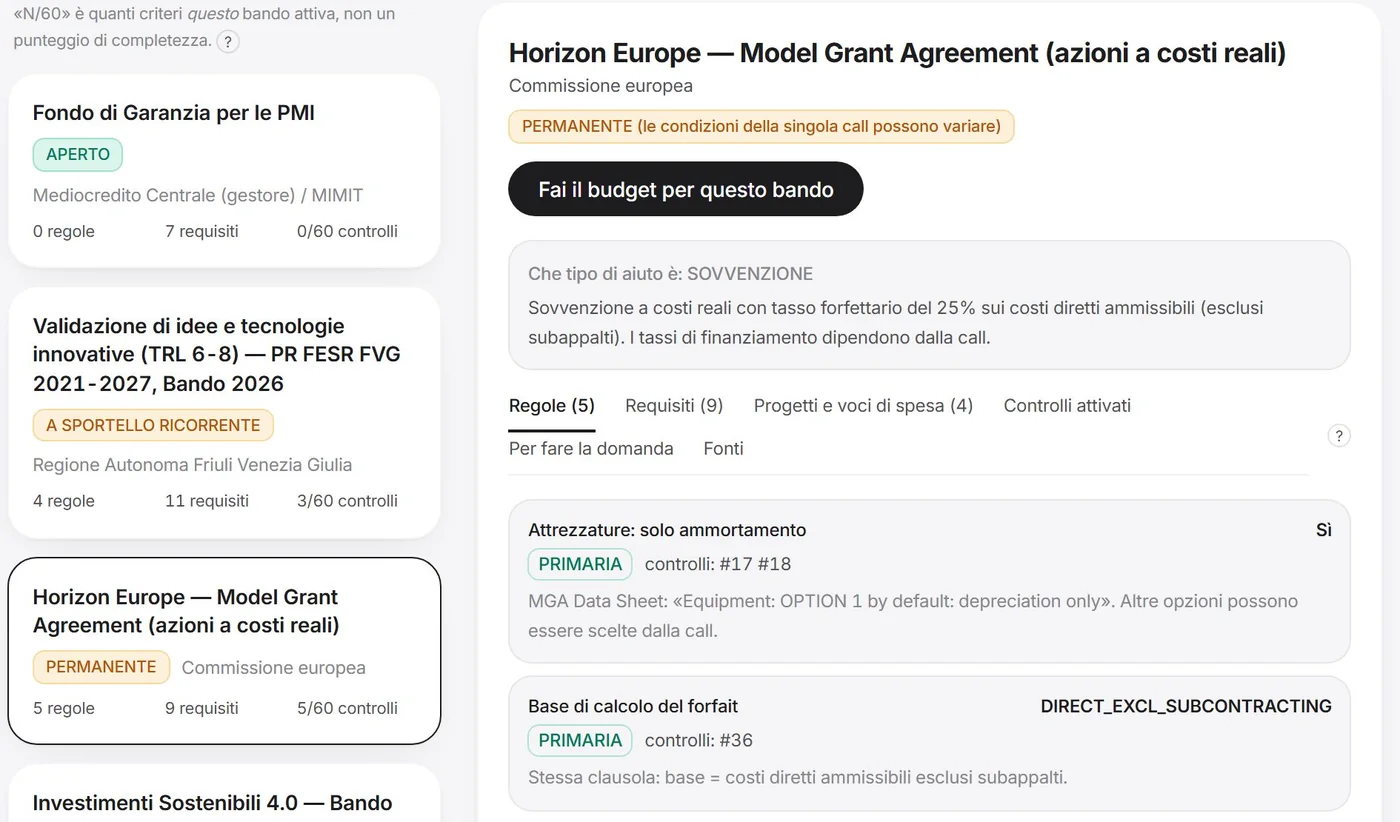 «N/60» è quanti criteri questo bando attiva, non un
punteggio di completezza. ?
Fondo di Garanzia per le PMI
APERTO
Mediocredito Centrale (gestore) / MIMIT
0 regole 7 requisiti 0/60 controlli
Validazione di idee e tecnologie
innovative (TRL 6-8) — PR FESR FVG
2021-2027, Bando 2026
A SPORTELLO RICORRENTE
Regione Autonoma Friuli Venezia Giulia
4 regole 11 requisiti 3/60 controlli
Horizon Europe — Model Grant
Agreement (azioni a costi reali)
PERMANENTE Commissione europea
5 regole 9 requisiti 5/60 controlli
Investimenti Sostenibili 4.0 — Bando
Horizon Europe — Model Grant Agreement (azioni a costi reali)
Commissione europea
PERMANENTE (le condizioni della singola call possono variare)
Fai il budget per questo bando
Che tipo di aiuto è: SOVVENZIONE
Sovvenzione a costi reali con tasso forfettario del 25% sui costi diretti ammissibili (esclusi
subappalti). I tassi di finanziamento dipendono dalla call.
Regole (5) Requisiti (9) Progetti e voci di spesa (4) Controlli attivati
?
Per fare la domanda Fonti
Attrezzature: solo ammortamento Sì
PRIMARIA controlli: #17 #18
MGA Data Sheet: «Equipment: OPTION 1 by default: depreciation only». Altre opzioni possono
essere scelte dalla call.
Base di calcolo del forfait DIRECT_EXCL_SUBCONTRACTING
PRIMARIA controlli: #36
Stessa clausola: base = costi diretti ammissibili esclusi subappalti.